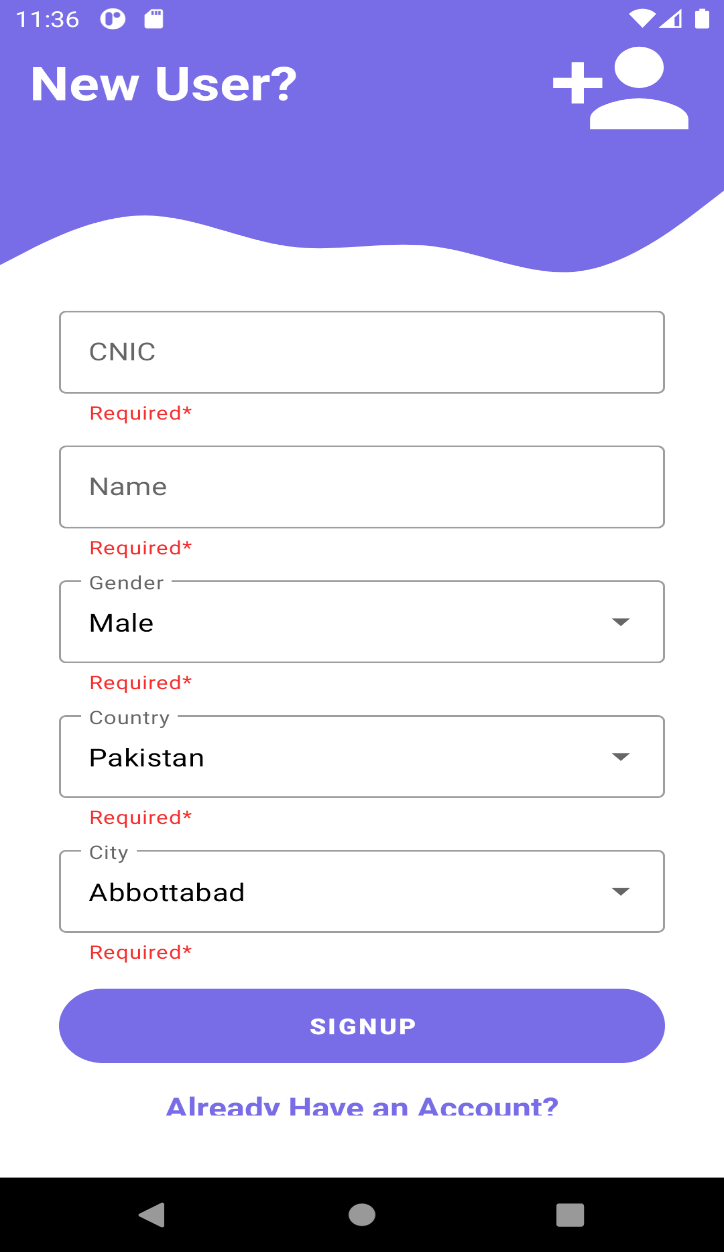 11:36
New User?
CNIC
Required*
Name
Required*
Gender
Male
Required*
Country
Pakistan
Required*
City
Abbottabad
Required*
SIGNUP
Already Have an Account?